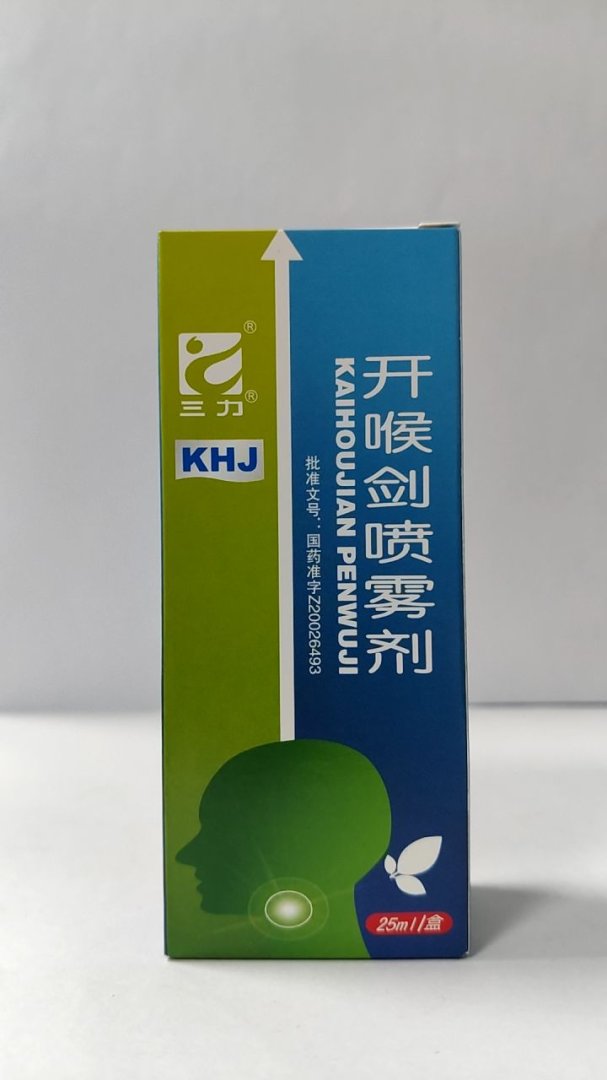 ®
三力®
KHJ
开喉剑喷雾剂
KAIHOUJIAN PENWUJI
批准文号：国药准字Z20026493
25ml/盒